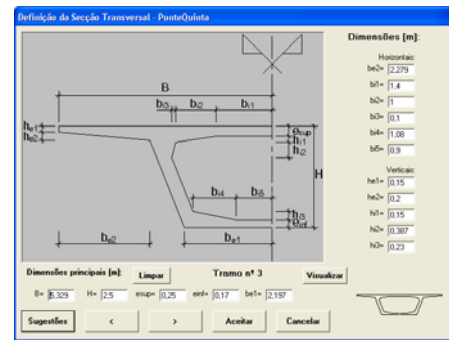 Definição da Secção Transversal - PonteQuinta
Dimensões [m]:
Horizontais:
be2= 2,279
bi1= 1,4
bi2= 1
bi3= 0,1
bi4= 1,08
bi5= 0,9
Verticais:
he1= 0,15
he2= 0,2
hi1= 0,15
hi2= 0,387
hi3= 0,23
B
bi3 bi2 bi1
he1
he2
esup
hi1
hi2
H
bi4 bi5
hi3
einf
be2 be1
Dimensões principais [m]: Limpar Tramo nº 3 Visualizar
B= 5,329 H= 2,5 esup= 0,25 einf= 0,17 be1= 2,197
Sugestões < > Aceitar Cancelar